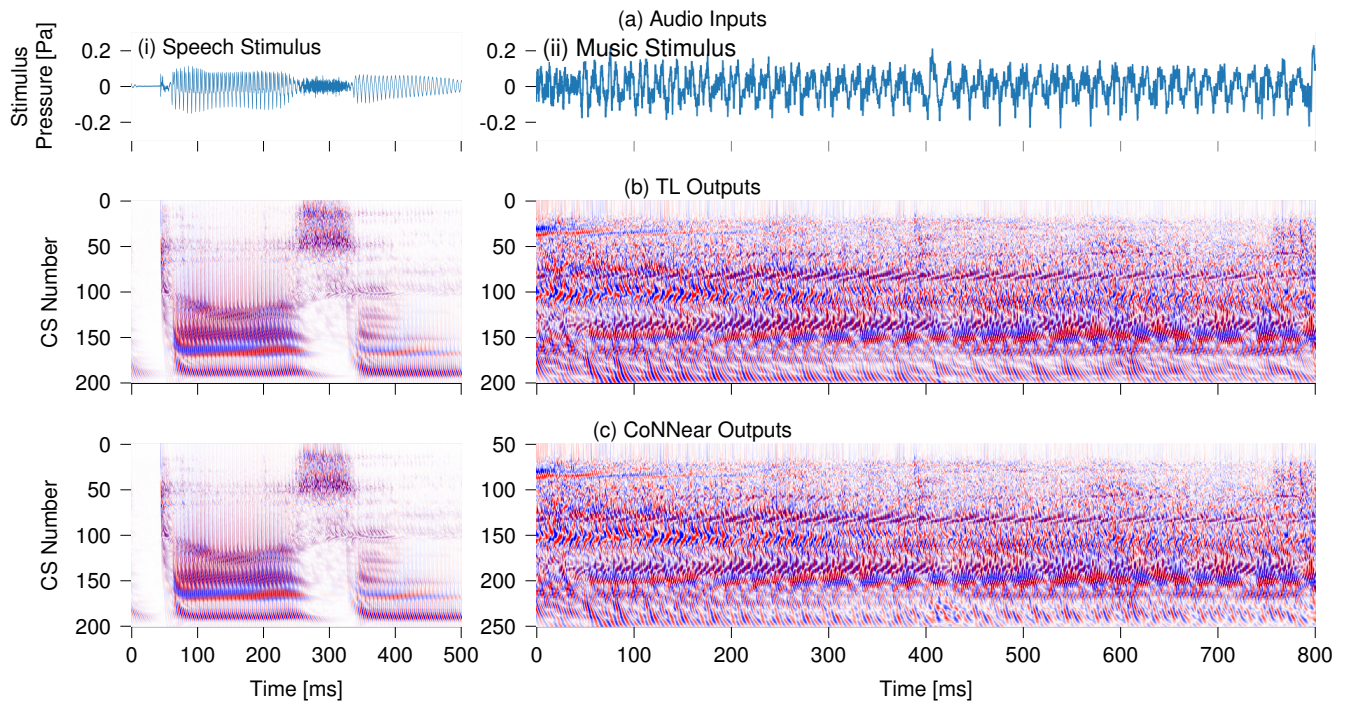 (a) Audio Inputs
Stimulus
Pressure [Pa]
0.2
0
-0.2
(i) Speech Stimulus
0.2
0
-0.2
(ii) Music Stimulus
(b) TL Outputs
CS Number
0
50
100
150
200
0
50
100
150
200
(c) CoNNear Outputs
CS Number
0
50
100
150
200
50
100
150
200
250
0 100 200 300 400 500
Time [ms]
0 100 200 300 400 500 600 700 800
Time [ms]